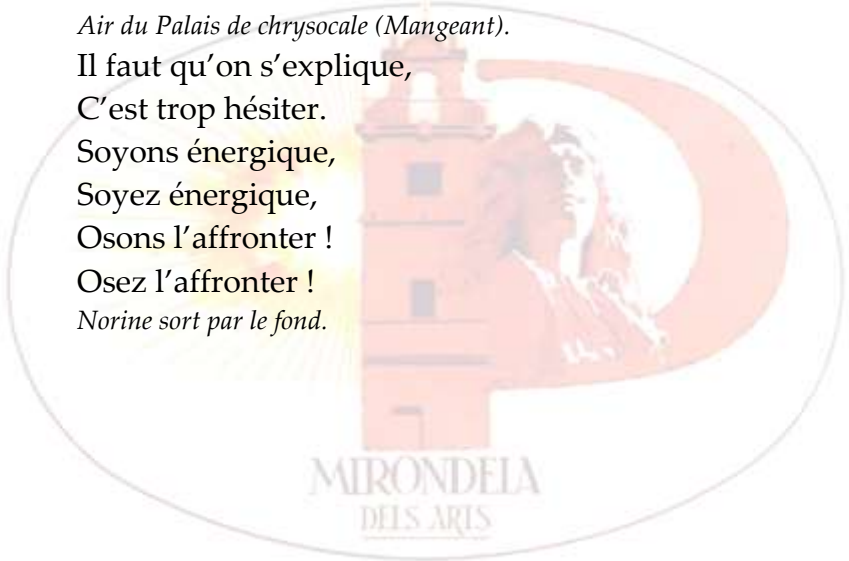 Air du Palais de chrysocale (Mangeant).
Il faut qu’on s’explique,
C’est trop hésiter.
Soyons énergique,
Soyez énergique,
Osons l’affronter !
Osez l’affronter !
Norine sort par le fond.
MIRONDELA
DELS ARTS